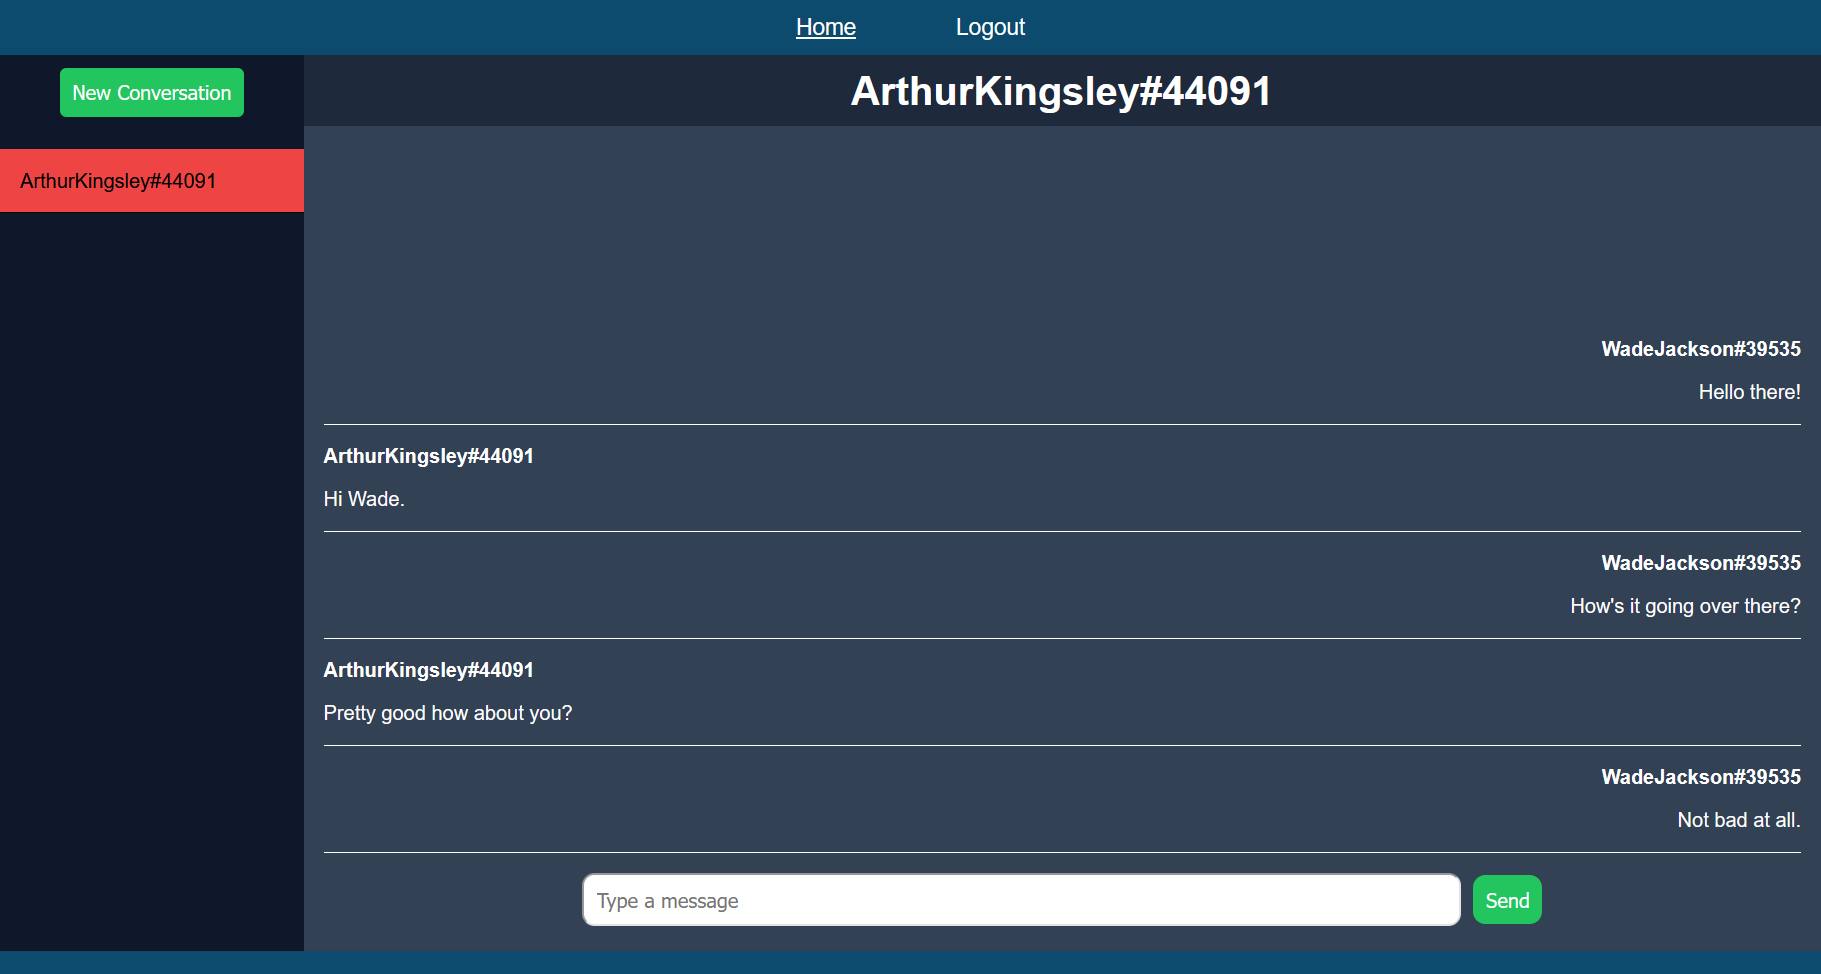 Home
Logout
New Conversation
ArthurKingsley#44091
ArthurKingsley#44091
WadeJackson#39535
Hello there!
ArthurKingsley#44091
Hi Wade.
WadeJackson#39535
How's it going over there?
ArthurKingsley#44091
Pretty good how about you?
WadeJackson#39535
Not bad at all.
Type a message
Send